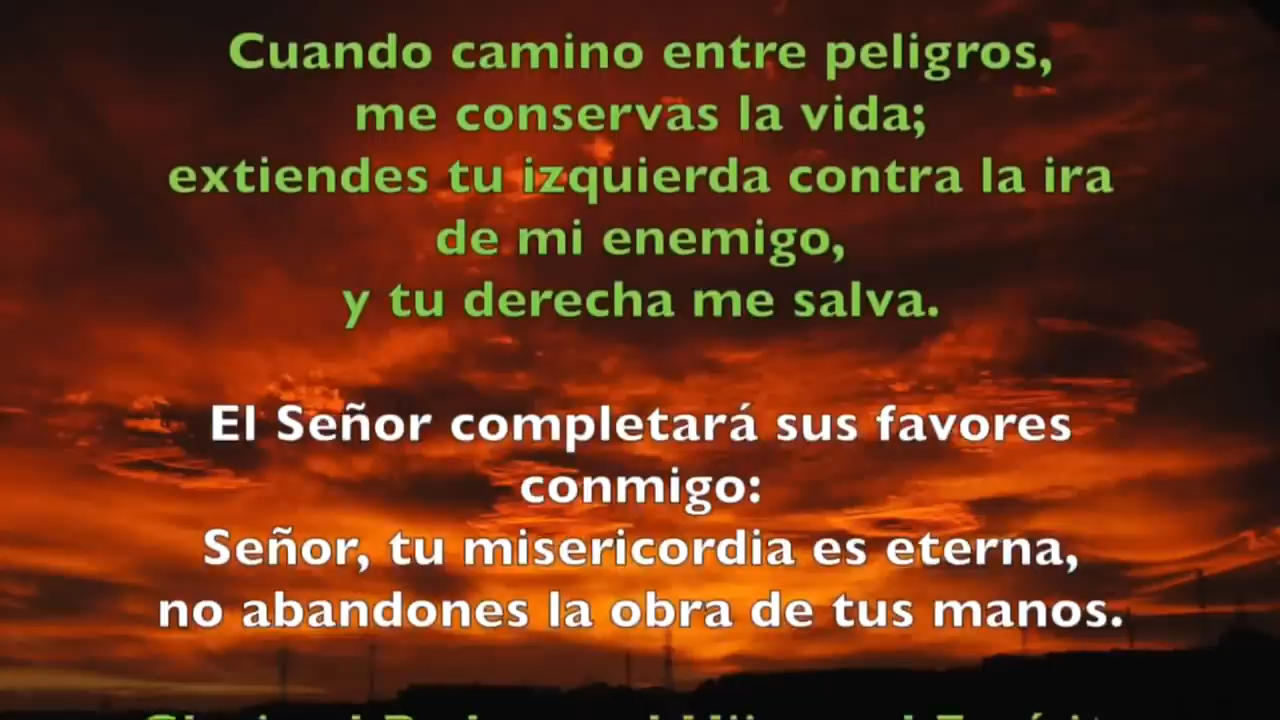 Cuando camino entre peligros,
me conservas la vida;
extiendes tu izquierda contra la ira
de mi enemigo,
y tu derecha me salva.
El Señor completará sus favores
conmigo:
Señor, tu misericordia es eterna,
no abandones la obra de tus manos.